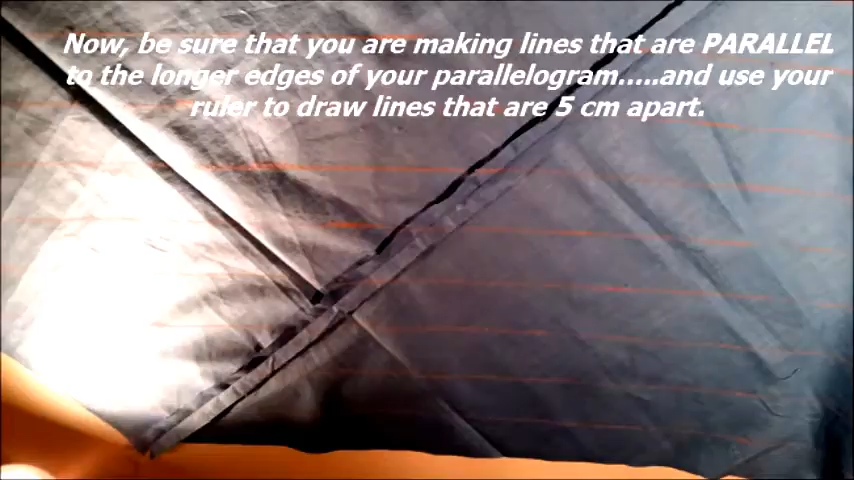 Now, be sure that you are making lines that are PARALLEL
to the longer edges of your parallelogram.....and use your
ruler to draw lines that are 5 cm apart.